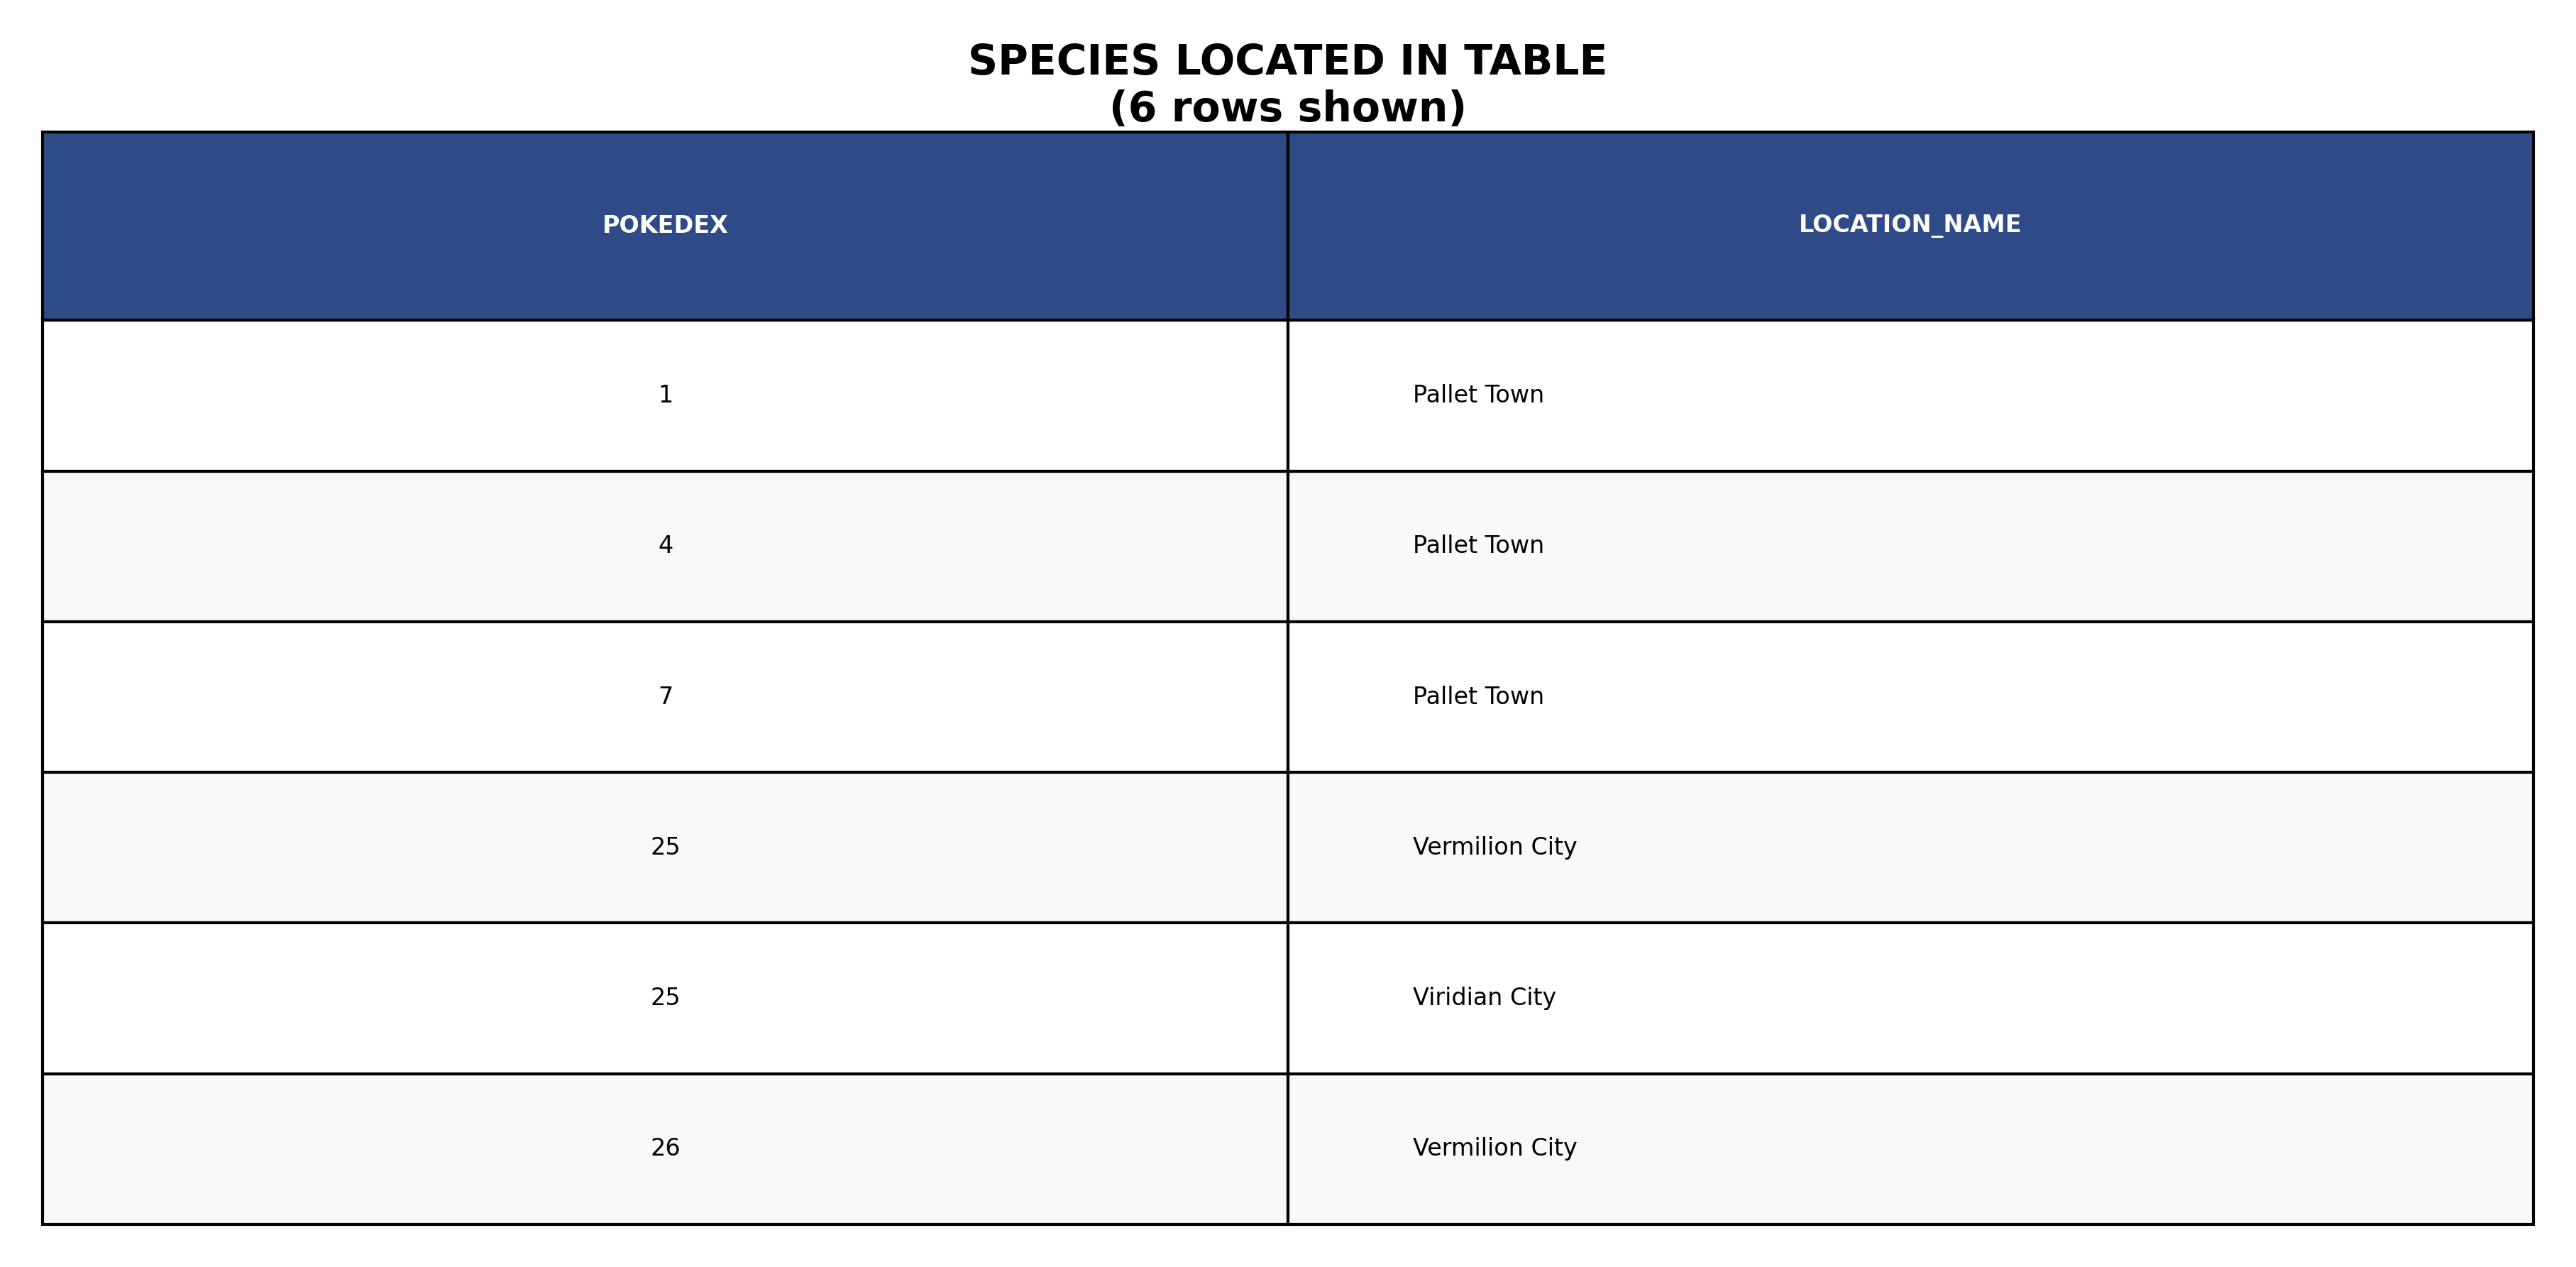 SPECIES LOCATED IN TABLE
(6 rows shown)
POKEDEX LOCATION_NAME
1 Pallet Town
4 Pallet Town
7 Pallet Town
25 Vermilion City
25 Viridian City
26 Vermilion City